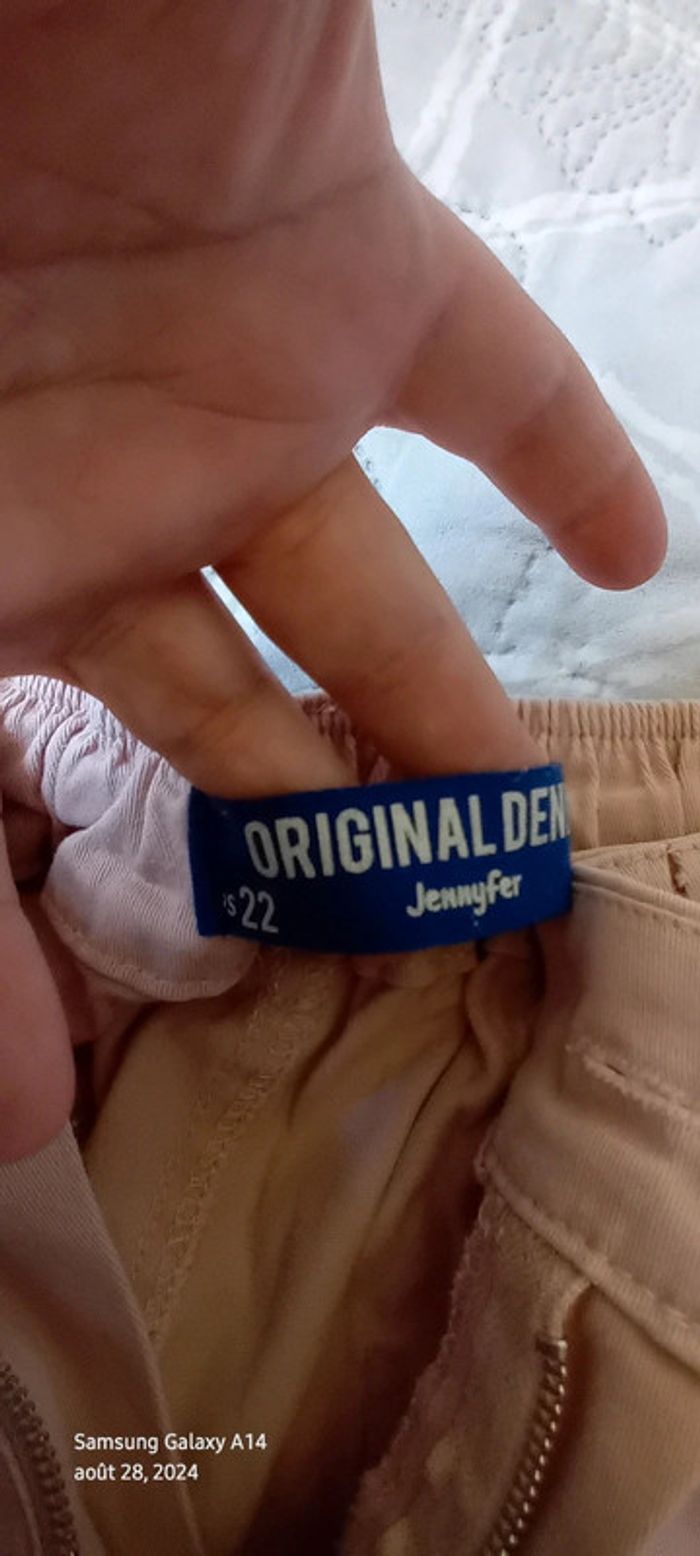 ORIGINAL DEN
Jennyfer
22
Samsung Galaxy A14
août 28, 2024